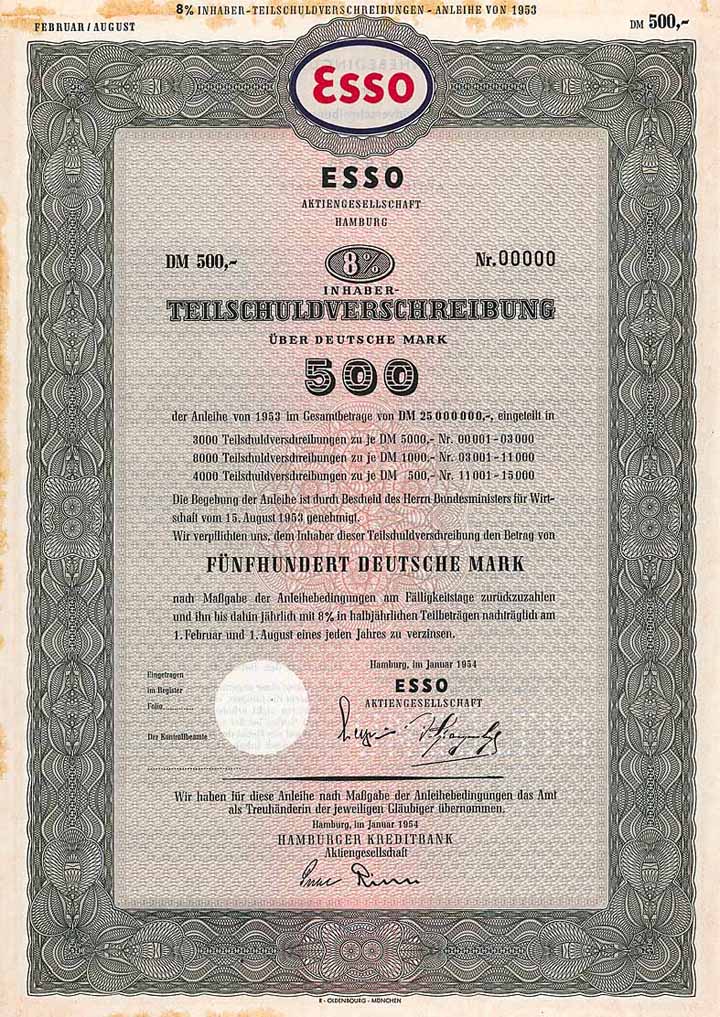 8% INHABER-TEILSCHULDVERSCHREIBUNGEN - ANLEIHE VON 1953
FEBRUAR/AUGUST
DM 500,-
Esso
ESSO
AKTIENGESELLSCHAFT
HAMBURG
DM 500,-
8%
Nr. 00000
INHABER-
TEILSCHULDVERSCHREIBUNG
ÜBER DEUTSCHE MARK
500
der Anleihe von 1953 im Gesamtbetrage von DM 25 000 000,-, eingeteilt in
3000 Teilschuldverschreibungen zu je DM 5000,- Nr. 00 001 - 03 000
8000 Teilschuldverschreibungen zu je DM 1000,- Nr. 03 001 - 11 000
4000 Teilschuldverschreibungen zu je DM 500,- Nr. 11 001 - 15 000
Die Begebung der Anleihe ist durch Bescheid des Herrn Bundesministers für Wirt-
schaft vom 15. August 1953 genehmigt.
Wir verpflichten uns, dem Inhaber dieser Teilschuldverschreibung den Betrag von
FÜNFHUNDERT DEUTSCHE MARK
nach Maßgabe der Anleihebedingungen am Fälligkeitstage zurückzuzahlen
und ihn bis dahin jährlich mit 8% in halbjährlichen Teilbeträgen nachträglich am
1. Februar und 1. August eines jeden Jahres zu verzinsen.
Eingetragen
im Register
Folio
Der Kontrollbeamte
Hamburg, im Januar 1954
ESSO
AKTIENGESELLSCHAFT
Wir haben für diese Anleihe nach Maßgabe der Anleihebedingungen das Amt
als Treuhänderin der jeweiligen Gläubiger übernommen.
Hamburg, im Januar 1954
HAMBURGER KREDITBANK
Aktiengesellschaft
R · OLDENBOURG · MÜNCHEN